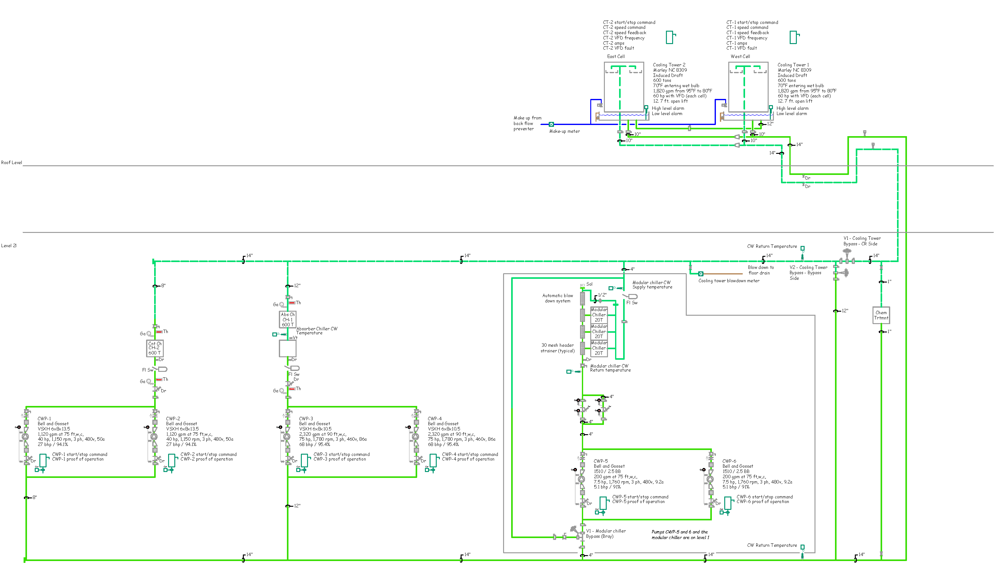 CT-2 start/stop command
CT-2 speed command
CT-2 speed feedback
CT-2 VFD frequency
CT-2 amps
CT-2 VFD fault
East Cell
CT-1 start/stop command
CT-1 speed command
CT-1 speed feedback
CT-1 VFD frequency
CT-1 amps
CT-1 VFD fault
West Cell
Cooling Tower 2
Marley NC 8309
Induced Draft
600 tons
70°F entering wet bulb
1,820 gpm from 95°F to 80°F
60 hp with VFD (each cell)
12.7 ft. open lift
High level alarm
Low level alarm
Cooling Tower 1
Marley NC 8309
Induced Draft
600 tons
70°F entering wet bulb
1,820 gpm from 95°F to 80°F
60 hp with VFD (each cell)
12.7 ft. open lift
High level alarm
Low level alarm
Make up from
back flow
preventer
Make-up meter
12"
10"
10"
10"
10"
14"
14"
Roof Level
Dr
Dr
Level 21
V1 - Cooling Tower
Bypass - CR Side
CW Return Temperature
14"
14"
14"
14"
4"
Blow down to
floor drain
V2 - Cooling Tower
Bypass - Bypass
Side
Cooling tower blowdown meter
8"
12"
1"
Sol
Modular chiller CW
Supply temperature
Automatic blow
down system
1/2"
Fl Sw
Ga
Th
Modular
Chiller
20T
Modular
Chiller
20T
Modular
Chiller
20T
12"
Chem
Trtmnt
1"
Abs Ch
CH-1
600 T
Absorber Chiller CW
Temperature
Vt
Ga
Th
Cnt Ch
CH-2
600 T
30 mesh header
strainer (typical)
Dr
Dr
Dr
Fl Sw
Fl Sw
Modular chiller CW
Return temperature
Ga
Th
Dr
Dr
Ga
Th
4"
Dr
Dr
4"
4"
CWP-1
Bell and Gosset
VSXH 6x8x13.5
1,120 gpm at 75 ft,w,c,
40 hp, 1,150 rpm, 3 ph, 480v, 50a
27 bhp / 94.1%
CWP-1 start/stop command
CWP-1 proof of operation
Dr
CWP-2
Bell and Gosset
VSXH 6x8x13.5
1,120 gpm at 75 ft,w,c,
40 hp, 1,150 rpm, 3 ph, 480v, 50a
27 bhp / 94.1%
CWP-2 start/stop command
CWP-2 proof of operation
Dr
CWP-3
Bell and Gosset
VSXH 6x8x10.5
2,320 gpm at 90 ft,w,c,
75 hp, 1,780 rpm, 3 ph, 460v, 86a
68 bhp / 95.4%
CWP-3 start/stop command
CWP-3 proof of operation
Dr
CWP-4
Bell and Gosset
VSXH 6x8x10.5
2,320 gpm at 90 ft,w,c,
75 hp, 1,780 rpm, 3 ph, 460v, 86a
68 bhp / 95.4%
CWP-4 start/stop command
CWP-4 proof of operation
Dr
CWP-5
Bell and Gosset
1510 / 2.5 BB
200 gpm at 75 ft,w,c,
7.5 hp, 1,760 rpm, 3 ph, 480v, 9.2a
5.1 bhp / 91%
CWP-5 start/stop command
CWP-5 proof of operation
Dr
CWP-6
Bell and Gosset
1510 / 2.5 BB
200 gpm at 75 ft,w,c,
7.5 hp, 1,760 rpm, 3 ph, 480v, 9.2a
5.1 bhp / 91%
CWP-6 start/stop command
CWP-6 proof of operation
Dr
8"
12"
V1 - Modular chiller
Bypass (Bray)
Pumps CWP-5 and 6 and the
modular chiller are on level 1
CW Return Temperature
14"
14"
4"
14"
14"